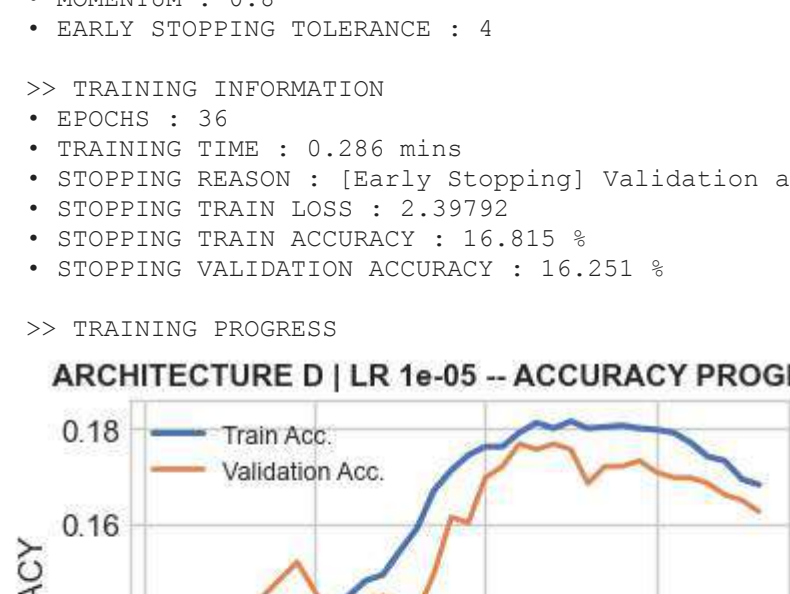 • MOMENTUM : 0.8
• EARLY STOPPING TOLERANCE : 4
>> TRAINING INFORMATION
• EPOCHS : 36
• TRAINING TIME : 0.286 mins
• STOPPING REASON : [Early Stopping] Validation a
• STOPPING TRAIN LOSS : 2.39792
• STOPPING TRAIN ACCURACY : 16.815 %
• STOPPING VALIDATION ACCURACY : 16.251 %
>> TRAINING PROGRESS
ARCHITECTURE D | LR 1e-05 -- ACCURACY PROG
0.18
Train Acc.
Validation Acc.
0.16
ACY